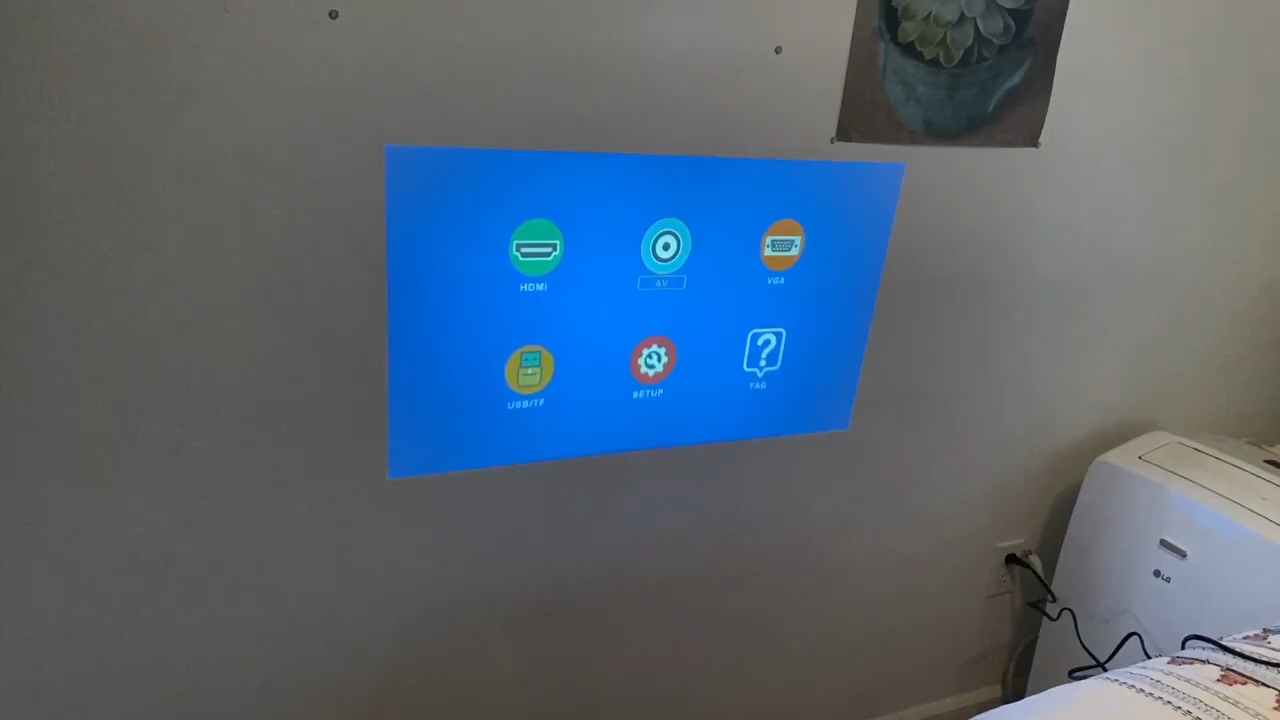 HDMI
AV
VGA
USB/TF
SETUP
FAQ
LG